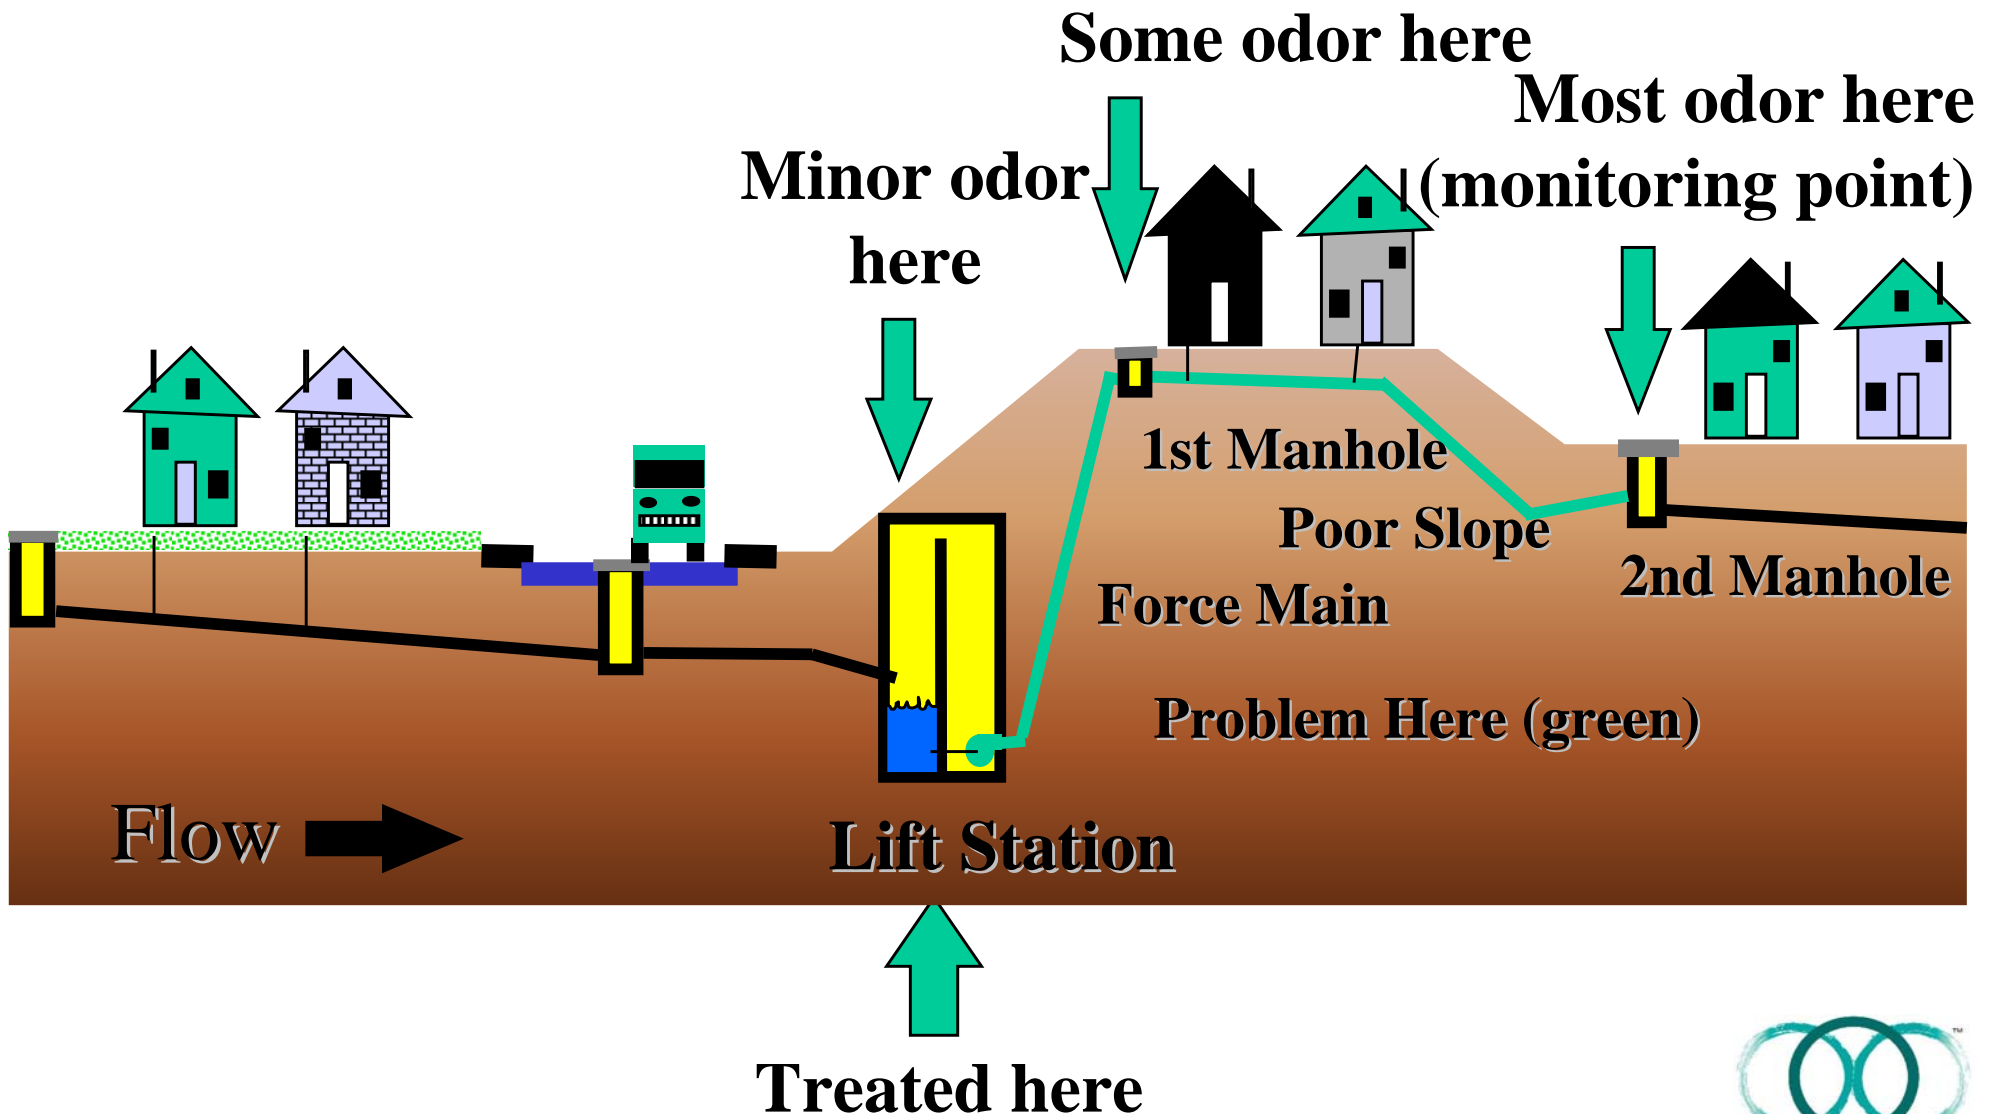 Some odor here
Most odor here
(monitoring point)
Minor odor
here
1st Manhole
Poor Slope
2nd Manhole
Force Main
Problem Here (green)
Flow
Lift Station
Treated here
TM